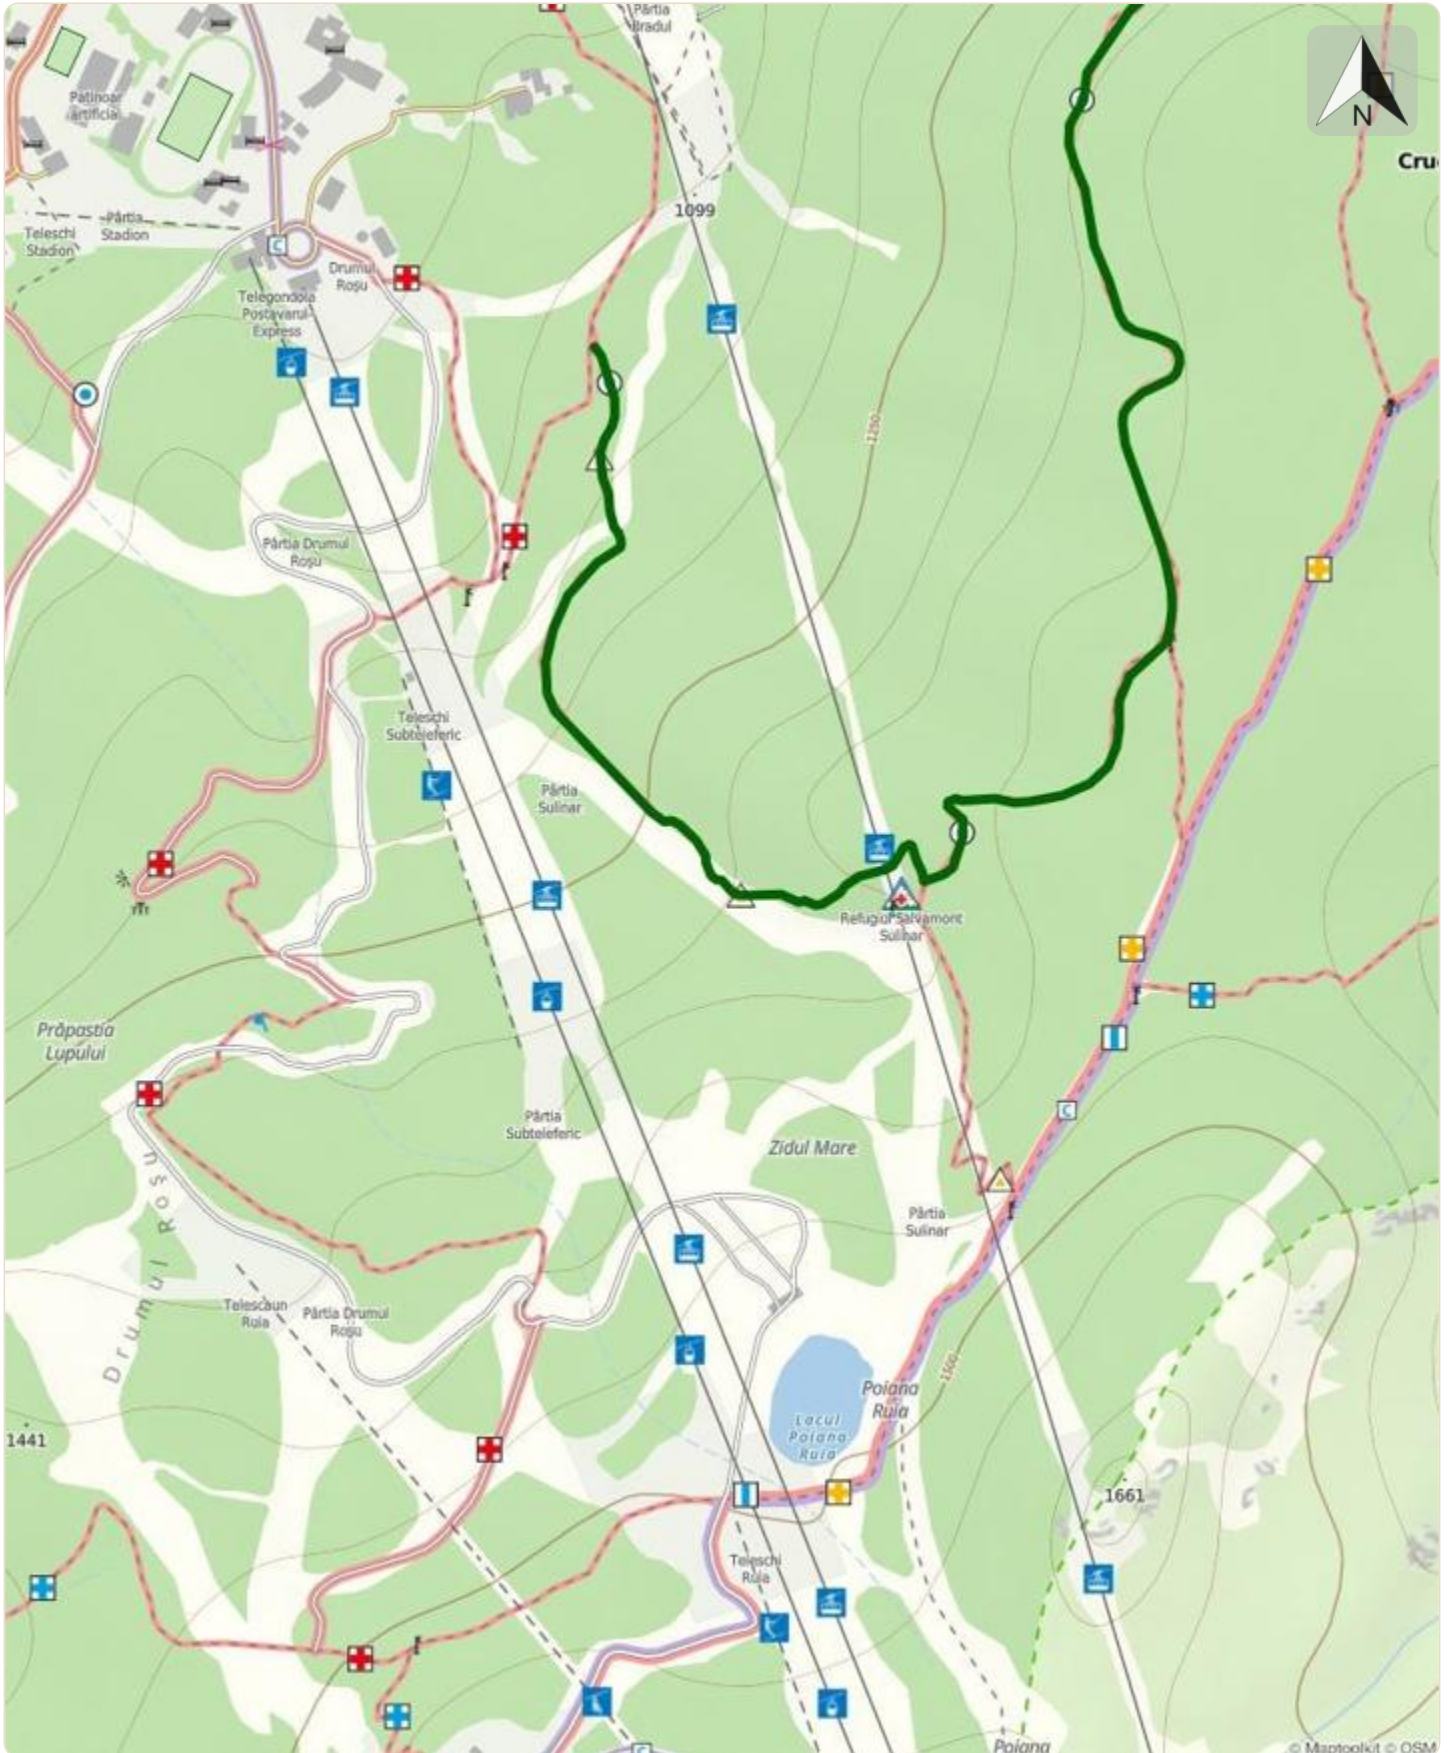 Pârtia
Bradul
N
Patinoar
artificial
Cru
1099
Teleschi
Stadion
Pârtia
Stadion
C
Drumul
Roșu
Telegondola
Postăvarul
Express
1250
Pârtia Drumul
Roșu
Teleschi
Subteleferic
Pârtia
Sulinar
Refugiul Salvamont
Sulinar
Prăpastia
Lupului
C
Pârtia
Subteleferic
Zidul Mare
Pârtia
Sulinar
Drumul Roșu
Telescaun
Ruia
Pârtia Drumul
Roșu
1500
Poiana
Ruia
Lacul
Poiana
Ruia
1441
1661
Teleschi
Ruia
C
Poiana
© Maptoolkit © OSM